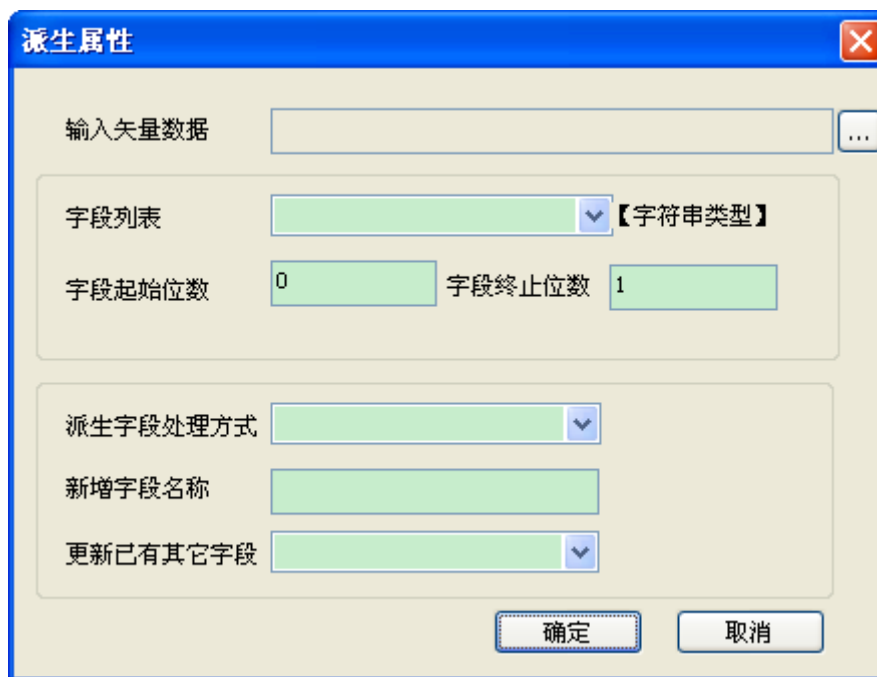 派生属性
输入矢量数据 ...
字段列表 【字符串类型】
字段起始位数 0 字段终止位数 1
派生字段处理方式
新增字段名称
更新已有其它字段
确定 取消